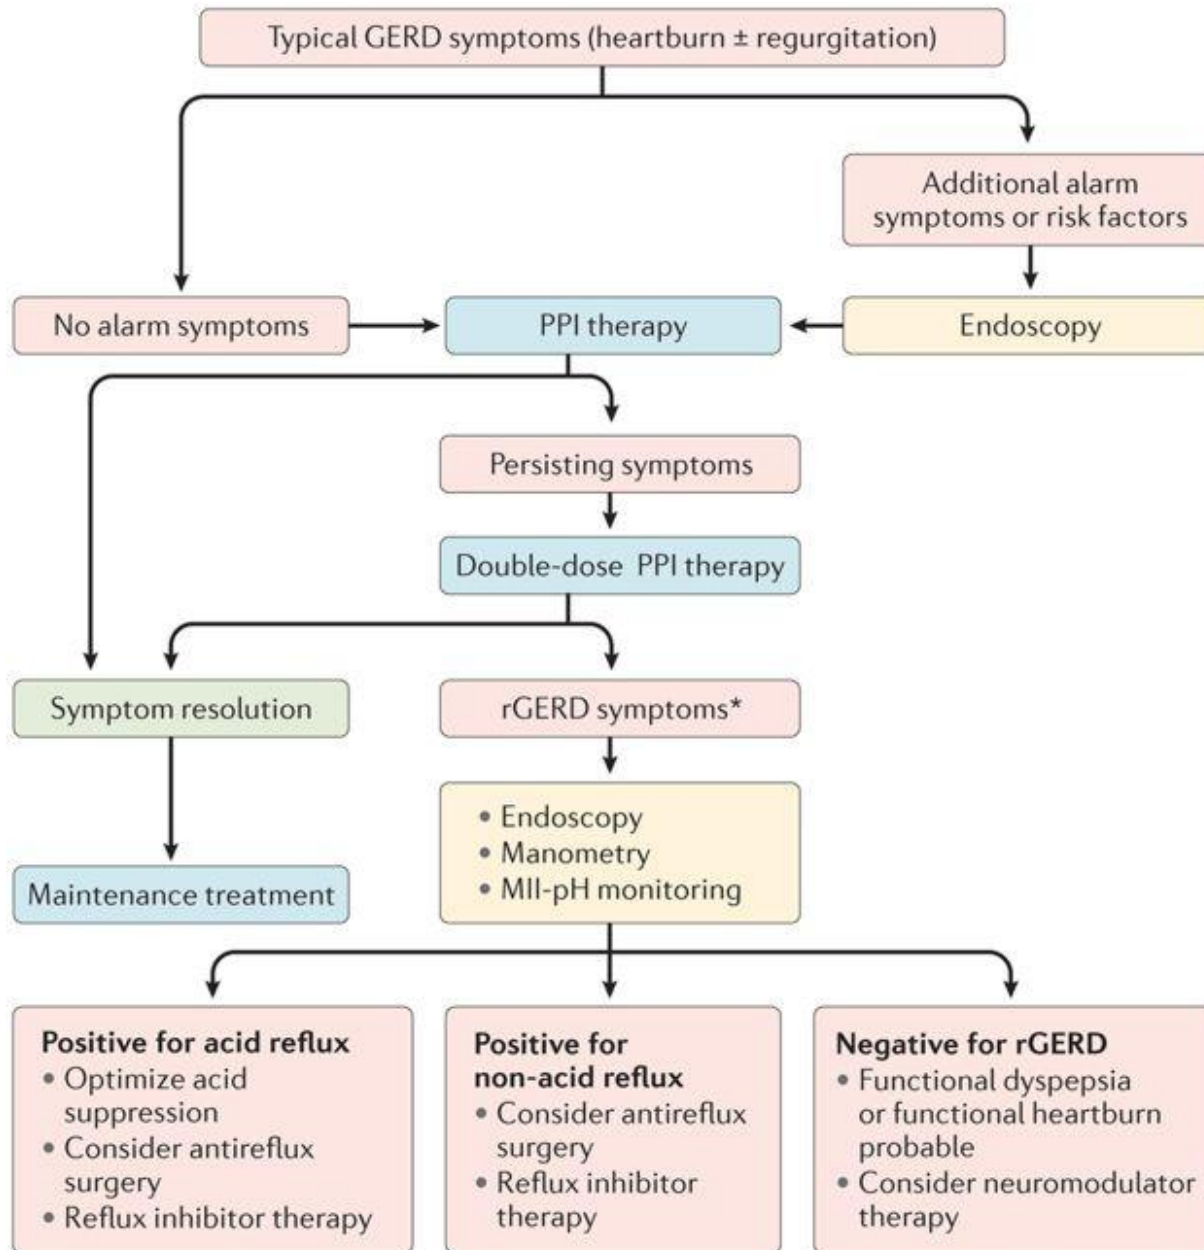 Typical GERD symptoms (heartburn ± regurgitation)
Additional alarm
symptoms or risk factors
No alarm symptoms
PPI therapy
Endoscopy
Persisting symptoms
Double-dose PPI therapy
Symptom resolution
rGERD symptoms*
• Endoscopy
• Manometry
• MII-pH monitoring
Maintenance treatment
Positive for acid reflux
• Optimize acid
suppression
• Consider antireflux
surgery
• Reflux inhibitor therapy
Positive for
non-acid reflux
• Consider antireflux
surgery
• Reflux inhibitor
therapy
Negative for rGERD
• Functional dyspepsia
or functional heartburn
probable
• Consider neuromodulator
therapy